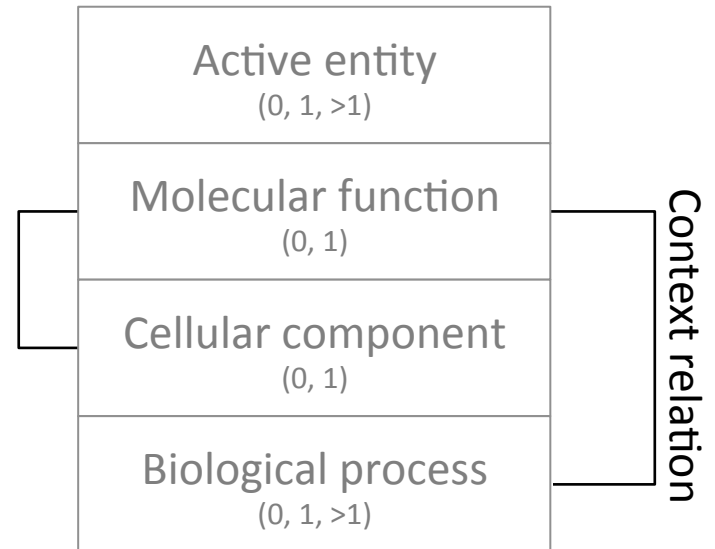 Active entity
(0, 1, >1)
Molecular function
(0, 1)
Cellular component
(0, 1)
Biological process
(0, 1, >1)
Context relation